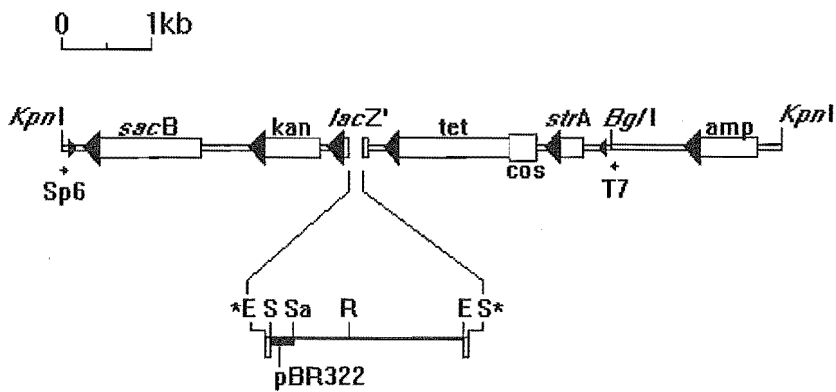 0 1kb
KpnI sacB kan lacZ' tet cos strA BglI amp KpnI
Sp6 T7
*E S Sa R E S*
pBR322